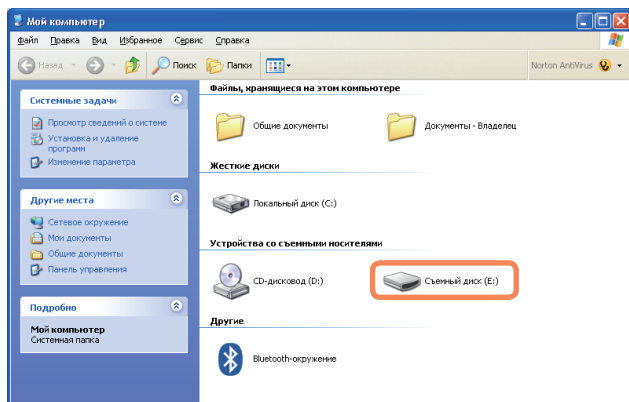 Мой компьютер
Файл Правка Вид Избранное Сервис Справка
Назад Поиск Папки Norton AntiVirus
Системные задачи
Просмотр сведений о системе
Установка и удаление
программ
Изменение параметра
Другие места
Сетевое окружение
Мои документы
Общие документы
Панель управления
Подробно
Мой компьютер
Системная папка
Файлы, хранящиеся на этом компьютере
Общие документы Документы - Владелец
Жесткие диски
Локальный диск (C:)
Устройства со съемными носителями
CD-дисковод (D:) Съемный диск (E:)
Другие
Bluetooth-окружение